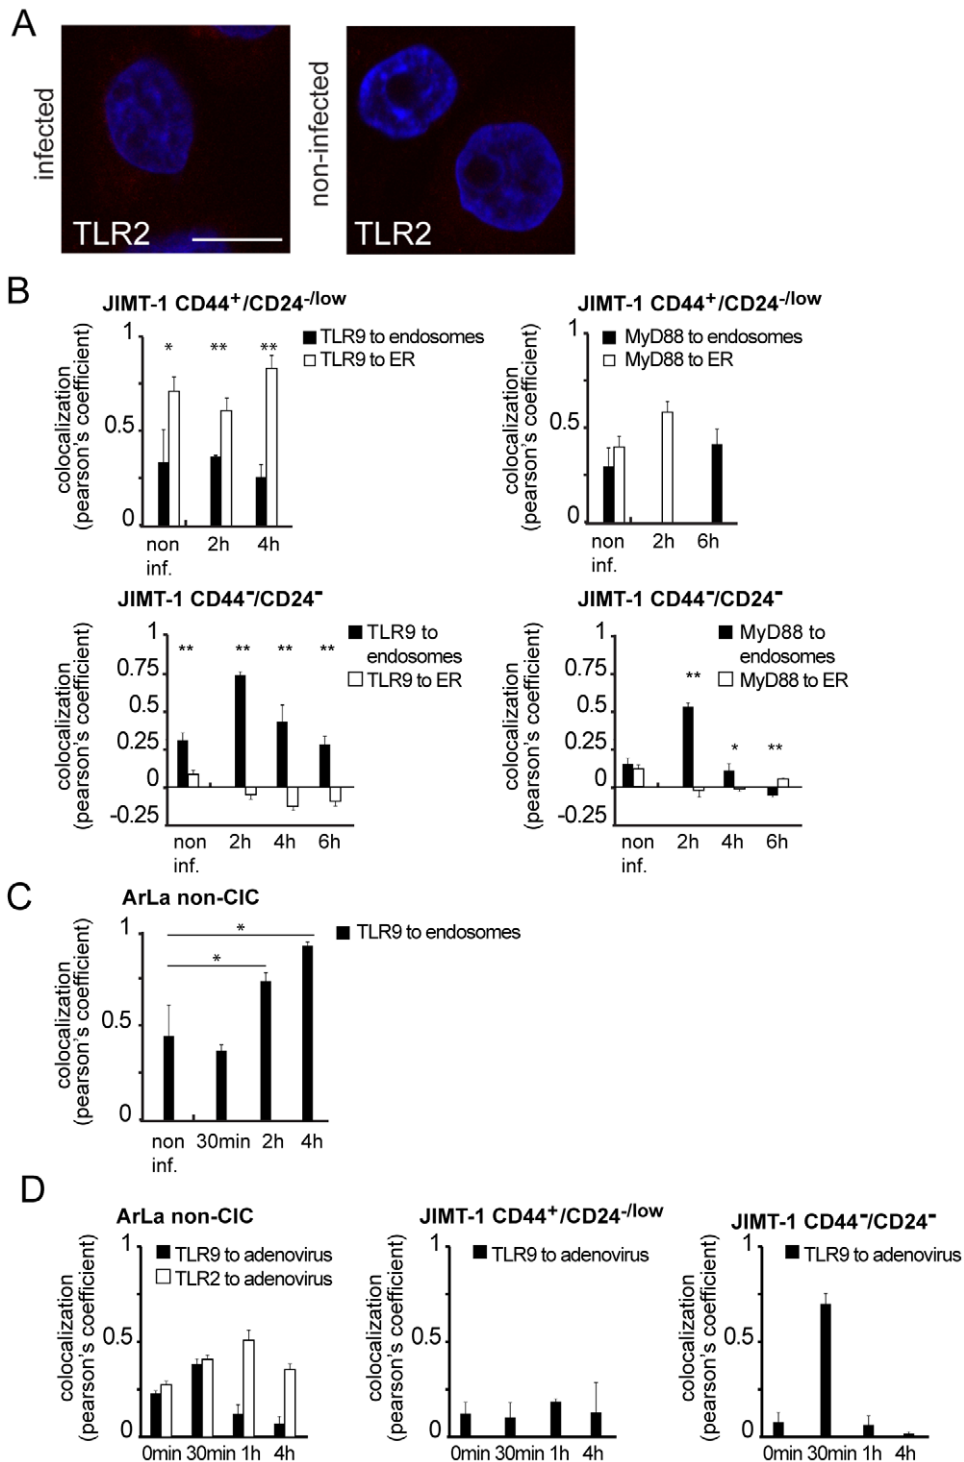 A
infected
TLR2
non-infected
TLR2
B
JIMT-1 CD44+/CD24-/low
colocalization
(pearson's coefficient)
1
0.5
0
* ** **
TLR9 to endosomes
TLR9 to ER
non
inf.
2h
4h
JIMT-1 CD44+/CD24-/low
colocalization
(pearson's coefficient)
1
0.5
0
MyD88 to endosomes
MyD88 to ER
non
inf.
2h
6h
JIMT-1 CD44-/CD24-
colocalization
(pearson's coefficient)
1
0.75
0.5
0.25
0
-0.25
** ** ** **
TLR9 to
endosomes
TLR9 to ER
non
inf.
2h
4h
6h
JIMT-1 CD44-/CD24-
colocalization
(pearson's coefficient)
1
0.75
0.5
0.25
0
-0.25
** * **
MyD88 to
endosomes
MyD88 to ER
non
inf.
2h
4h
6h
C
ArLa non-CIC
colocalization
(pearson's coefficient)
1
0.5
0
*
*
TLR9 to endosomes
non
inf.
30min
2h
4h
D
ArLa non-CIC
colocalization
(pearson's coefficient)
1
0.5
0
TLR9 to adenovirus
TLR2 to adenovirus
0min 30min 1h 4h
JIMT-1 CD44+/CD24-/low
colocalization
(pearson's coefficient)
1
0.5
0
TLR9 to adenovirus
0min 30min 1h 4h
JIMT-1 CD44-/CD24-
colocalization
(pearson's coefficient)
1
0.5
0
TLR9 to adenovirus
0min 30min 1h 4h